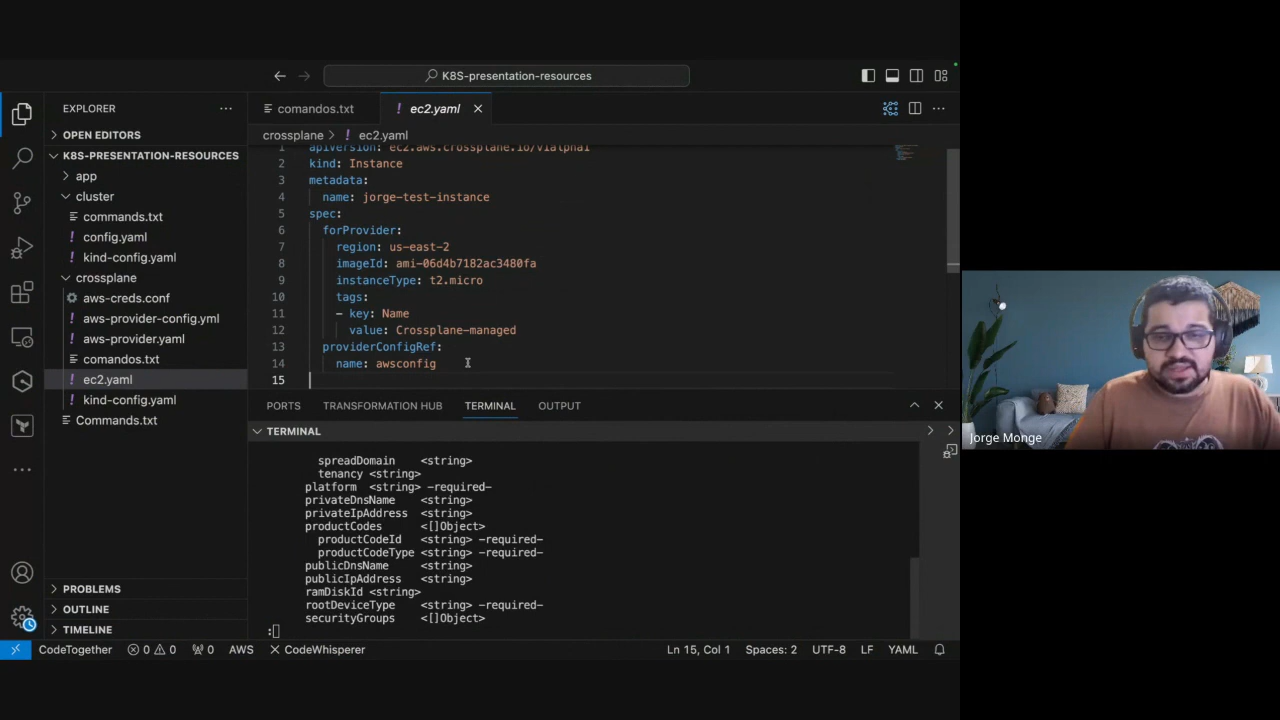 K8S-presentation-resources
EXPLORER
OPEN EDITORS
K8S-PRESENTATION-RESOURCES
app
cluster
commands.txt
config.yaml
kind-config.yaml
crossplane
aws-creds.conf
aws-provider-config.yml
aws-provider.yaml
comandos.txt
ec2.yaml
kind-config.yaml
Commands.txt
PROBLEMS
OUTLINE
TIMELINE
comandos.txt
! ec2.yaml
crossplane > ! ec2.yaml
1 apiVersion: ec2.aws.crossplane.io/v1alpha1
2 kind: Instance
3 metadata:
4 name: jorge-test-instance
5 spec:
6 forProvider:
7 region: us-east-2
8 imageId: ami-06d4b7182ac3480fa
9 instanceType: t2.micro
10 tags:
11 - key: Name
12 value: Crossplane-managed
13 providerConfigRef:
14 name: awsconfig
15
PORTS TRANSFORMATION HUB TERMINAL OUTPUT
TERMINAL
spreadDomain <string>
tenancy <string>
platform <string> -required-
privateDnsName <string>
privateIpAddress <string>
productCodes <[]Object>
productCodeId <string> -required-
productCodeType <string> -required-
publicDnsName <string>
publicIpAddress <string>
ramDiskId <string>
rootDeviceType <string> -required-
securityGroups <[]Object>
:
CodeTogether 0 0 0 AWS CodeWhisperer Ln 15, Col 1 Spaces: 2 UTF-8 LF YAML
Jorge Monge